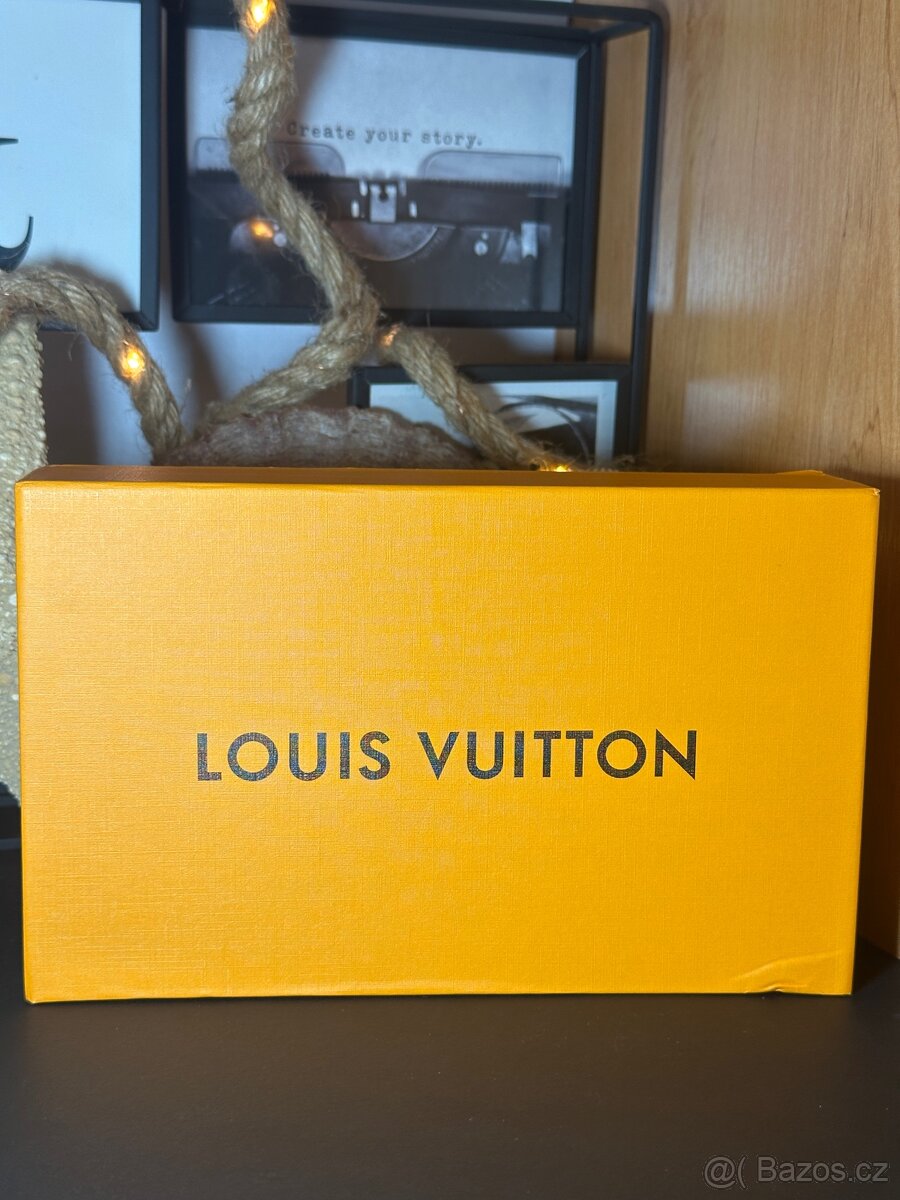 Create your story.
LOUIS VUITTON
@( Bazos.cz